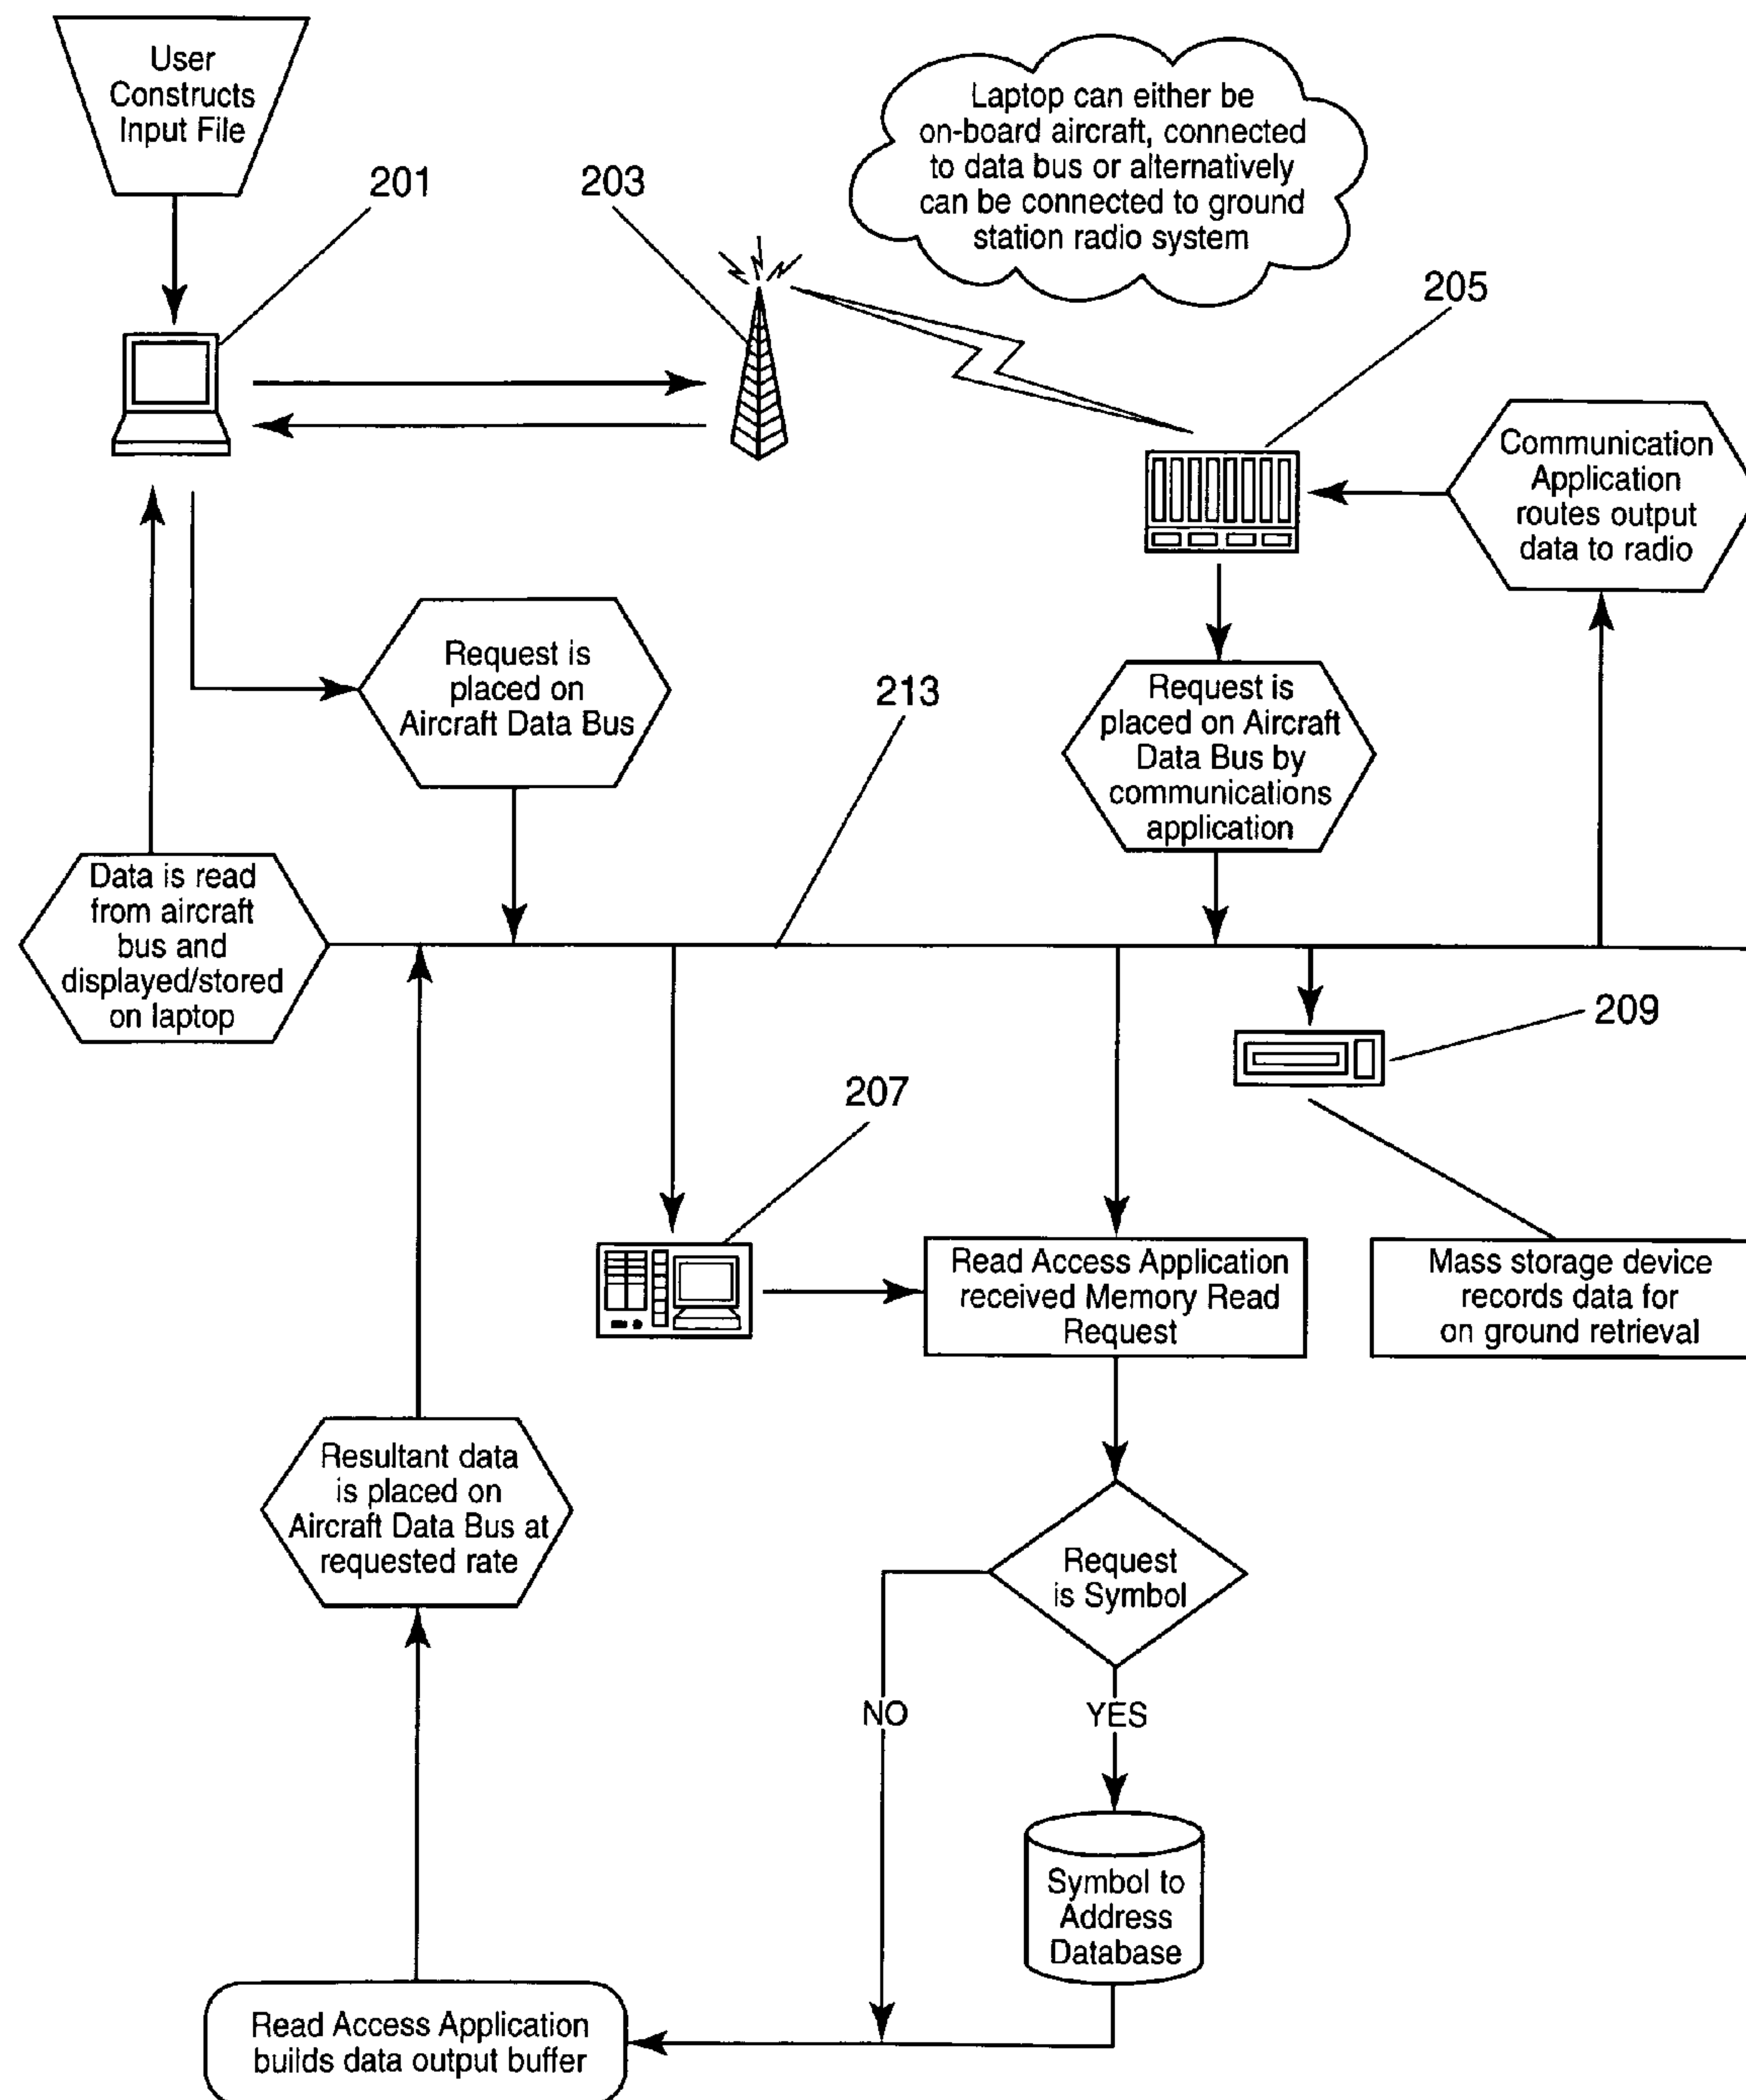 User
Constructs
Input File
Laptop can either be
on-board aircraft, connected
to data bus or alternatively
can be connected to ground
station radio system
201
203
205
Communication
Application
routes output
data to radio
Request is
placed on
Aircraft Data Bus
213
Request is
placed on Aircraft
Data Bus by
communications
application
Data is read
from aircraft
bus and
displayed/stored
on laptop
209
207
Read Access Application
received Memory Read
Request
Mass storage device
records data for
on ground retrieval
Resultant data
is placed on
Aircraft Data Bus at
requested rate
Request
is Symbol
NO
YES
Symbol to
Address
Database
Read Access Application
builds data output buffer